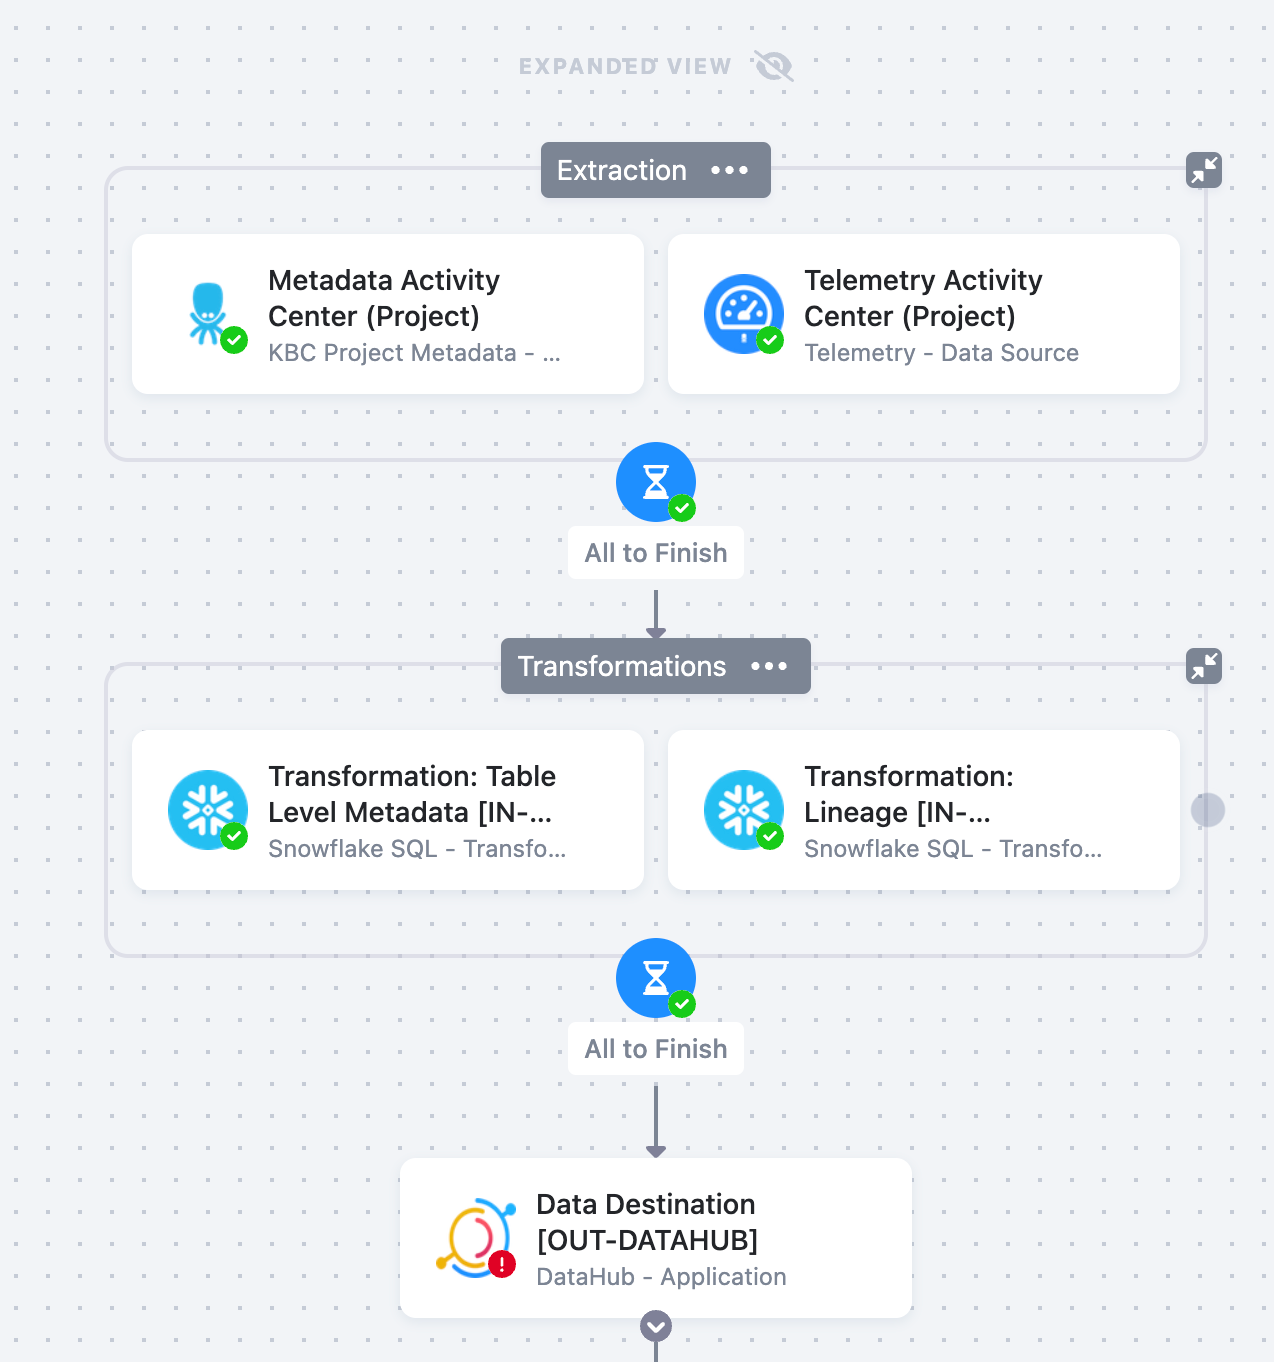 EXPANDED VIEW
Extraction
Metadata Activity
Center (Project)
KBC Project Metadata - ...
Telemetry Activity
Center (Project)
Telemetry - Data Source
All to Finish
Transformations
Transformation: Table
Level Metadata [IN-...
Snowflake SQL - Transfo...
Transformation:
Lineage [IN-...
Snowflake SQL - Transfo...
All to Finish
Data Destination
[OUT-DATAHUB]
DataHub - Application